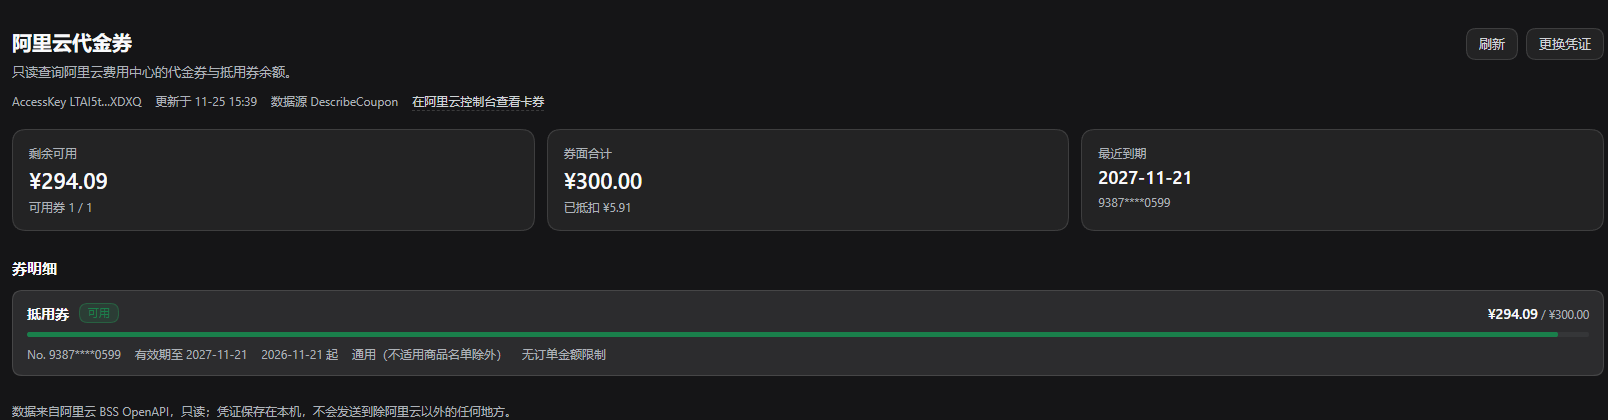 阿里云代金券
刷新 更换凭证
只读查询阿里云费用中心的代金券与抵用券余额。
AccessKey LTAI5t...XDXQ 更新于 11-25 15:39 数据源 DescribeCoupon 在阿里云控制台查看卡券
剩余可用
¥294.09
可用券 1 / 1
券面合计
¥300.00
已抵扣 ¥5.91
最近到期
2027-11-21
9387****0599
券明细
抵用券 可用 ¥294.09 / ¥300.00
No. 9387****0599 有效期至 2027-11-21 2026-11-21 起 通用（不适用商品名单除外） 无订单金额限制
数据来自阿里云 BSS OpenAPI，只读；凭证保存在本机，不会发送到除阿里云以外的任何地方。